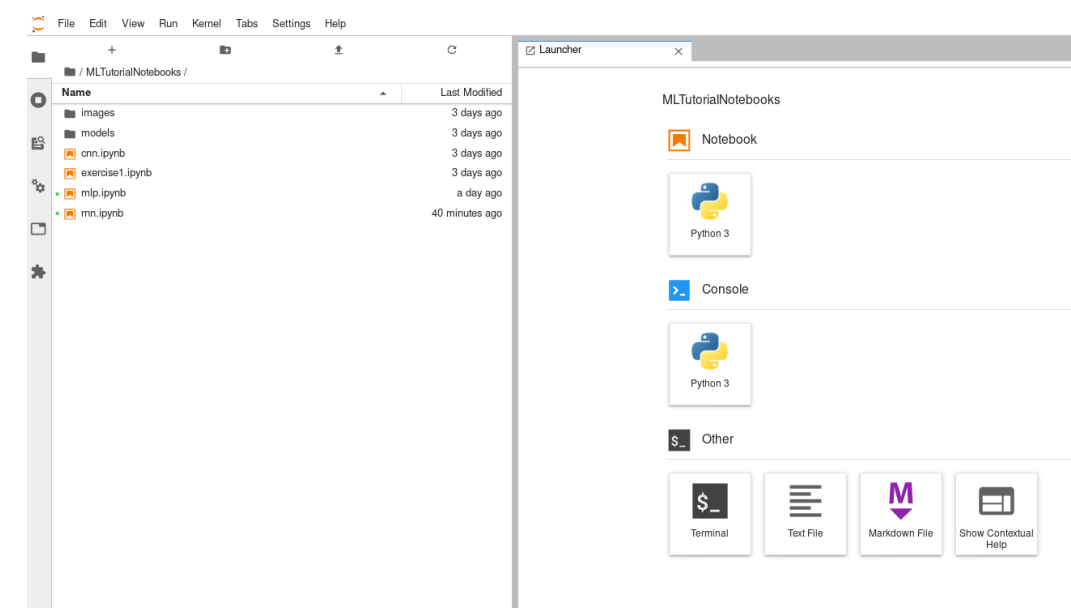 File Edit View Run Kernel Tabs Settings Help
/ MLTutorialNotebooks /
Name Last Modified
images 3 days ago
models 3 days ago
cnn.ipynb 3 days ago
exercise1.ipynb 3 days ago
mlp.ipynb a day ago
rnn.ipynb 40 minutes ago
Launcher
MLTutorialNotebooks
Notebook
Python 3
Console
Python 3
$_ Other
$_
M
Terminal Text File Markdown File Show Contextual
Help